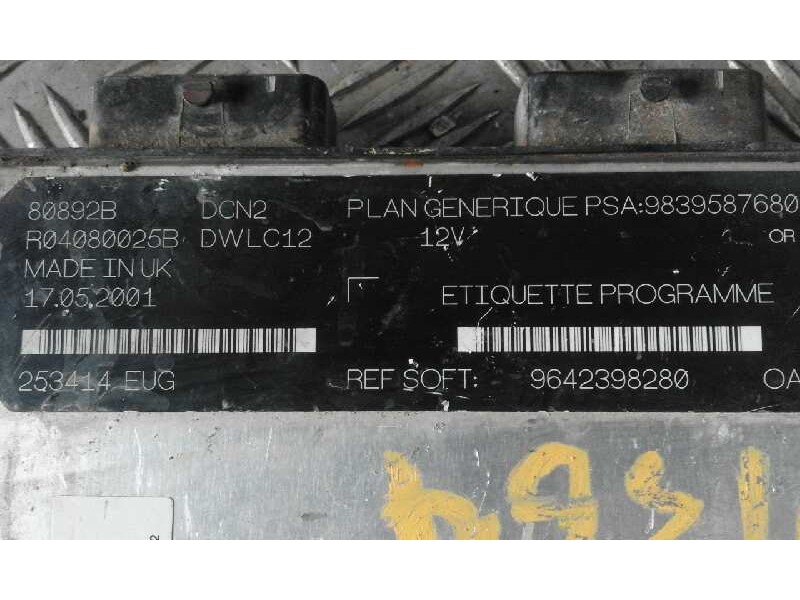 80892B DCN2 PLAN GENERIQUE PSA:9839587680
R04080025B DWLC12 12V OR
MADE IN UK
17.05.2001 ETIQUETTE PROGRAMME
253414 EUG REF SOFT: 9642398280 OA
2